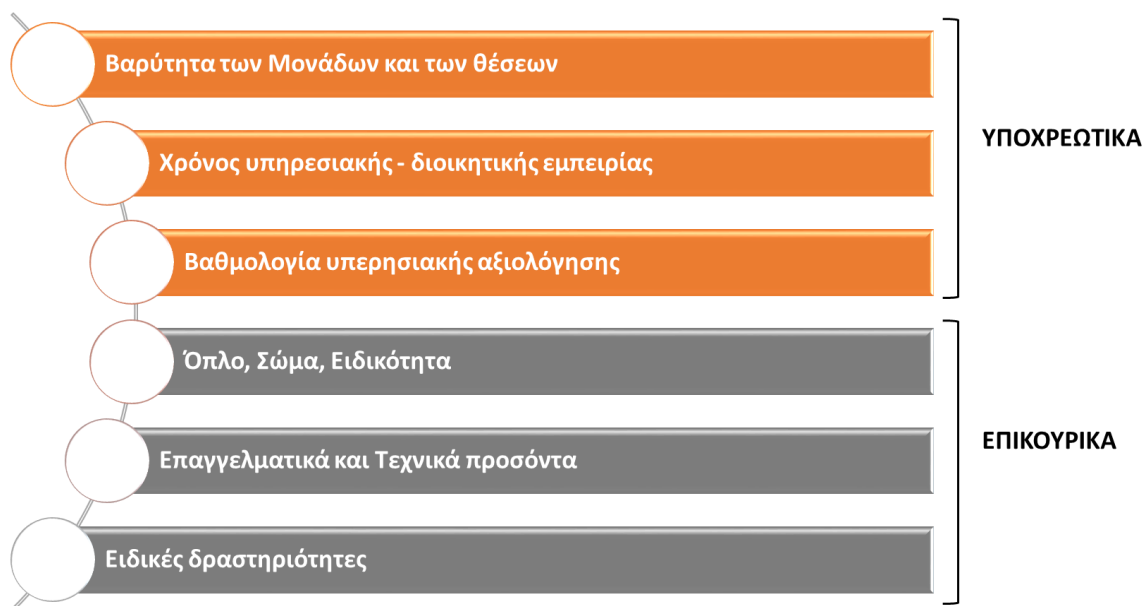 Βαρύτητα των Μονάδων και των θέσεων
Χρόνος υπηρεσιακής - διοικητικής εμπειρίας
Βαθμολογία υπερησιακής αξιολόγησης
ΥΠΟΧΡΕΩΤΙΚΑ
Όπλο, Σώμα, Ειδικότητα
Επαγγελματικά και Τεχνικά προσόντα
Ειδικές δραστηριότητες
ΕΠΙΚΟΥΡΙΚΑ